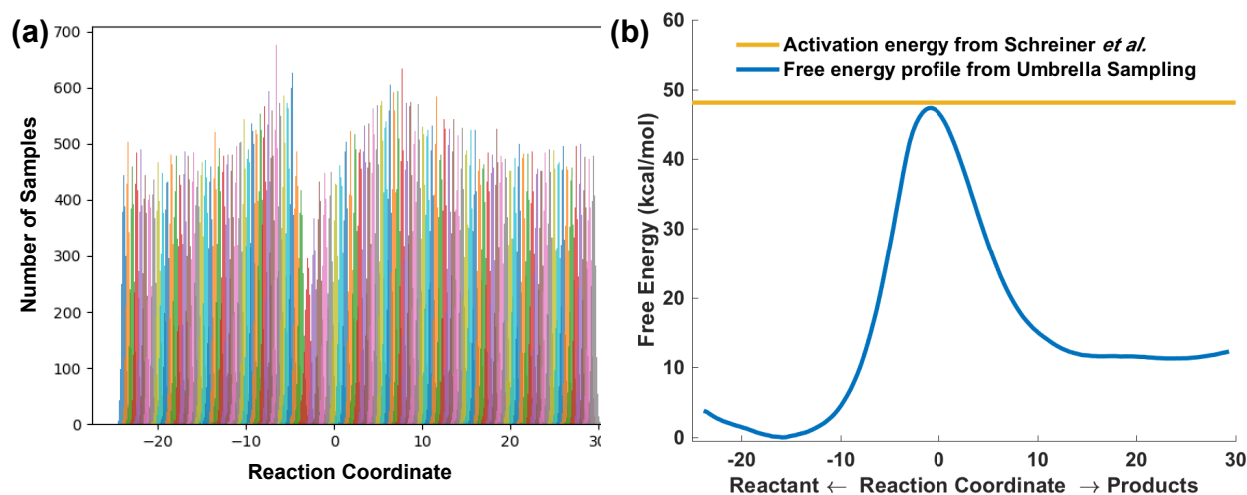 (a)
700
600
500
400
300
200
100
0
Number of Samples
−20 −10 0 10 20 30
Reaction Coordinate
(b)
60
50
40
30
20
10
0
Free Energy (kcal/mol)
Activation energy from Schreiner et al.
Free energy profile from Umbrella Sampling
-20 -10 0 10 20 30
Reactant ← Reaction Coordinate → Products